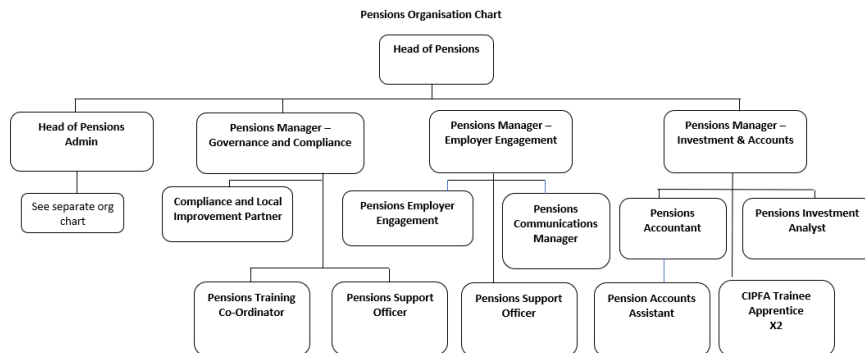 Pensions Organisation Chart
Head of Pensions
Head of Pensions
Admin
Pensions Manager –
Governance and Compliance
Pensions Manager –
Employer Engagement
Pensions Manager –
Investment & Accounts
See separate org
chart
Compliance and Local
Improvement Partner
Pensions Employer
Engagement
Pensions
Communications
Manager
Pensions
Accountant
Pensions Investment
Analyst
Pensions Training
Co-Ordinator
Pensions Support
Officer
Pensions Support
Officer
Pension Accounts
Assistant
CIPFA Trainee
Apprentice
X2